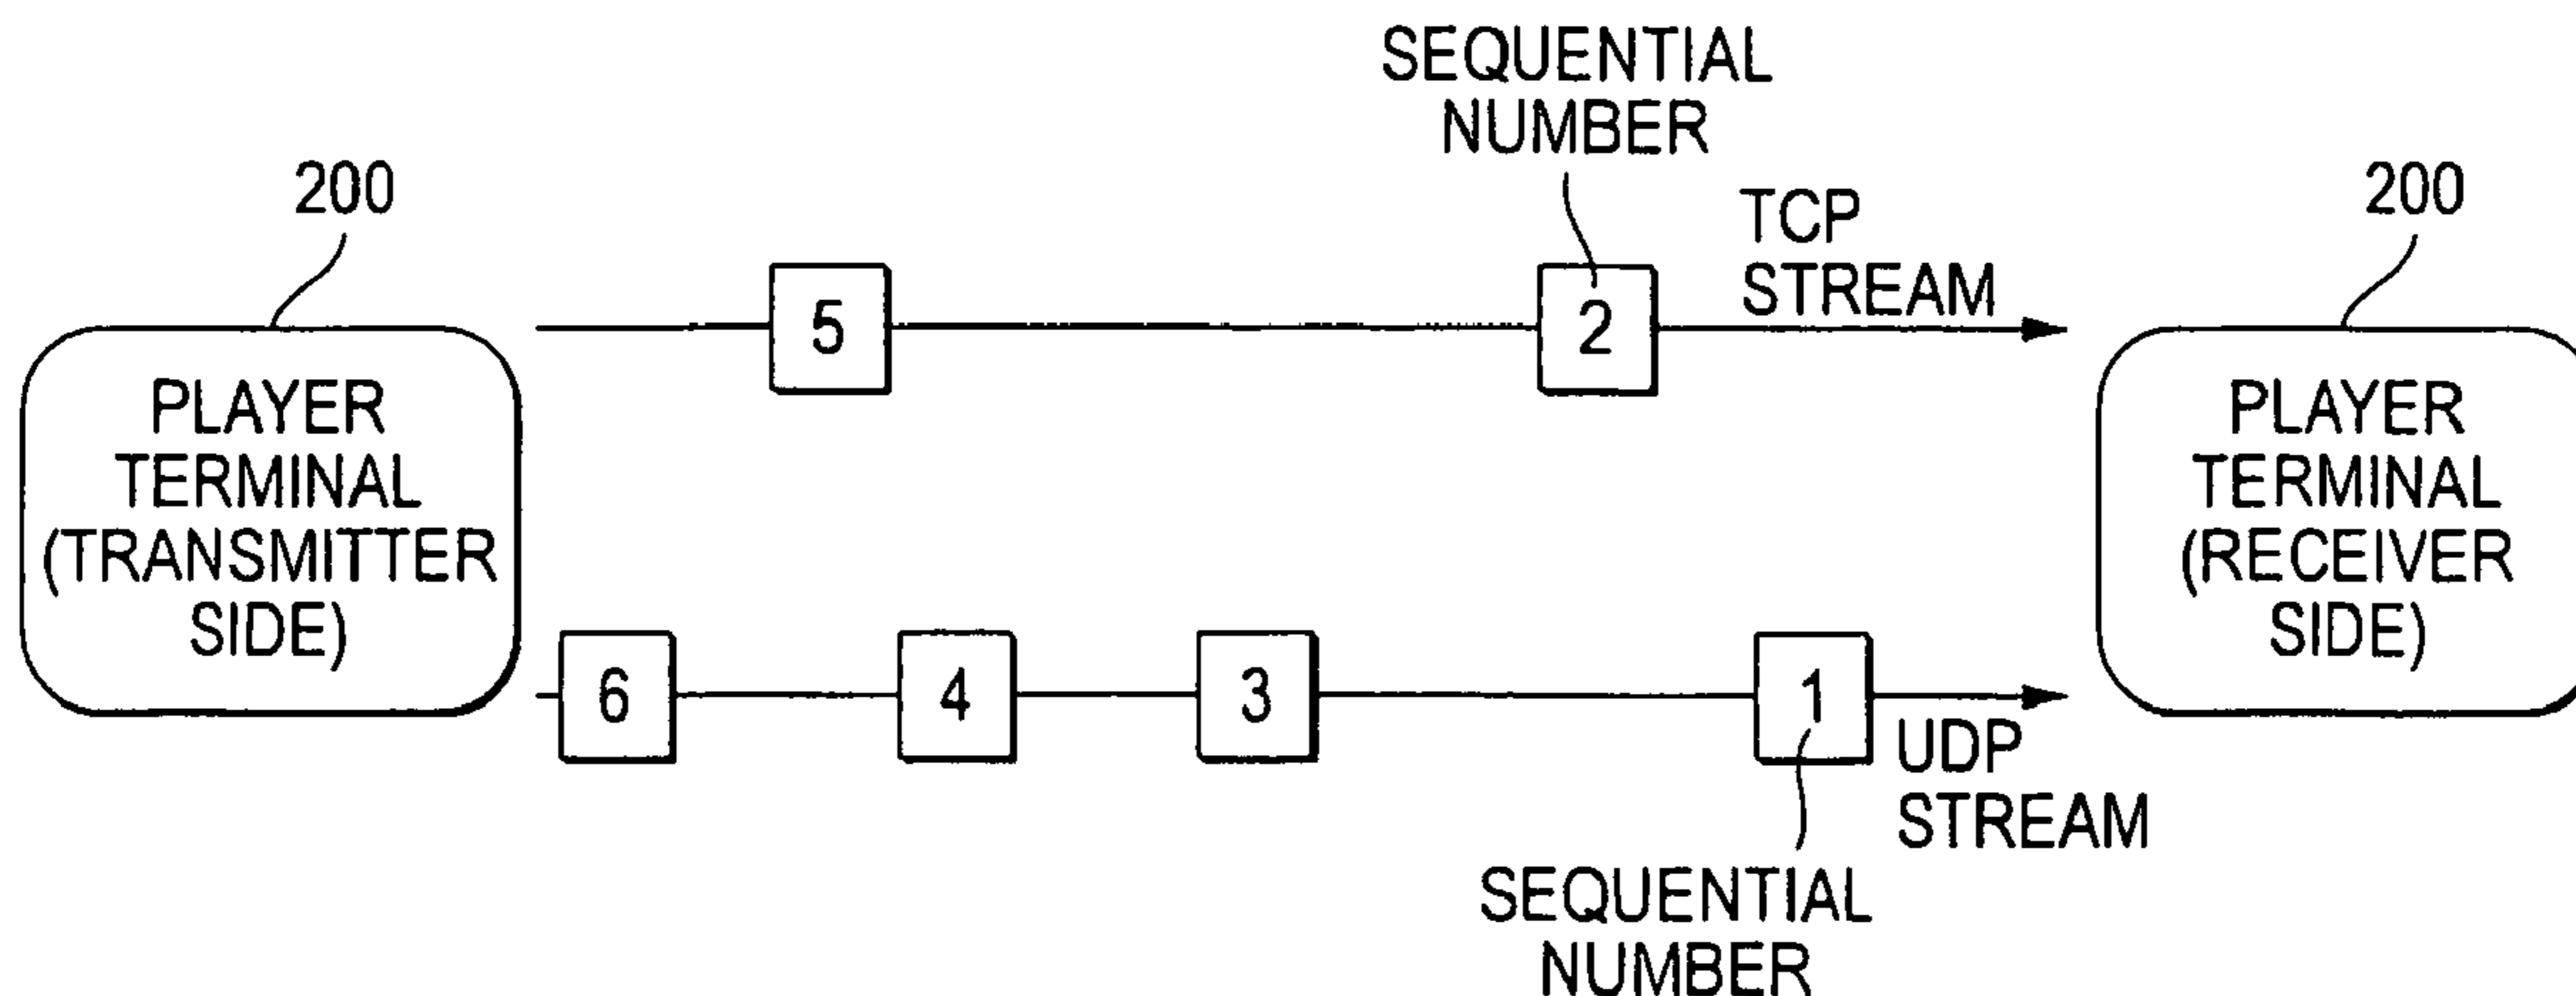 SEQUENTIAL
NUMBER
200
TCP
STREAM
200
5
2
PLAYER
TERMINAL
(TRANSMITTER
SIDE)
PLAYER
TERMINAL
(RECEIVER
SIDE)
6
4
3
1
UDP
STREAM
SEQUENTIAL
NUMBER